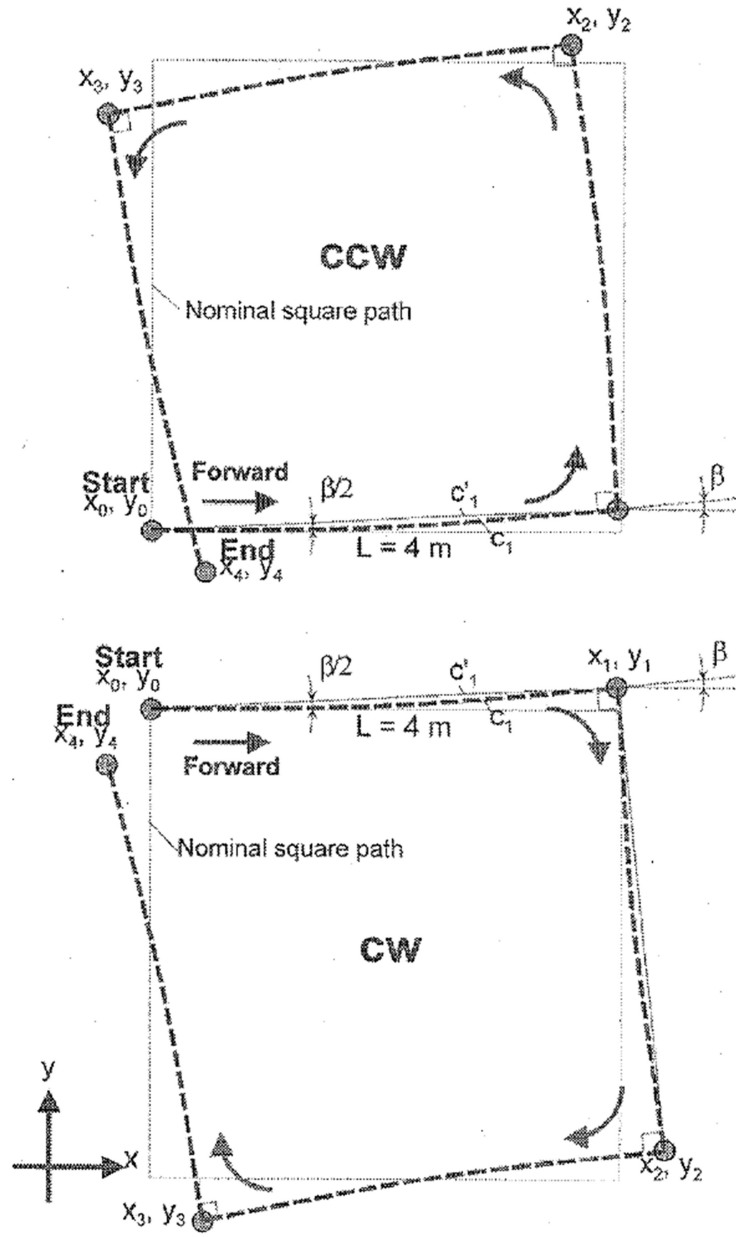 x₂, y₂
x₃, y₃
CCW
Nominal square path
Start
x₀, y₀
Forward
β/2
c'₁
β
End
x₄, y₄
L = 4 m
c₁
Start
x₀, y₀
β/2
c'₁
x₁, y₁
β
End
x₄, y₄
L = 4 m
c₁
Forward
Nominal square path
CW
y
x
x₂, y₂
x₃, y₃